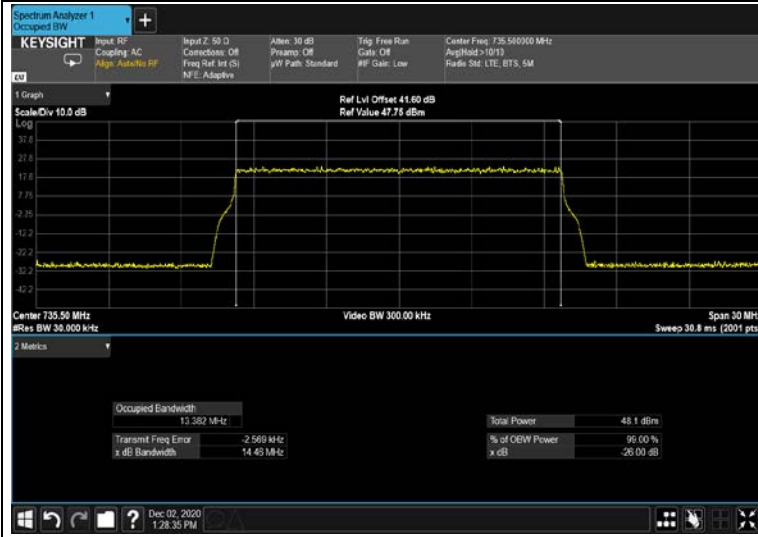 Spectrum Analyzer 1
Occupied BW
+
KEYSIGHT
Input: RF
Coupling: AC
Align: Auto/No RF
Input Z: 50 Ω
Corrections: Off
Freq Ref: Int (S)
NFE: Adaptive
Atten: 30 dB
Preamp: Off
µW Path: Standard
Trig: Free Run
Gate: Off
#IF Gain: Low
Center Freq: 735.500000 MHz
Avg|Hold:>10/10
Radio Std: LTE, BTS, 5M
1 Graph
Scale/Div 10.0 dB
Ref Lvl Offset 41.60 dB
Ref Value 47.75 dBm
Log
37.8
27.8
17.8
7.75
-2.25
-12.2
-22.2
-32.2
-42.2
Center 735.50 MHz
#Res BW 30.000 kHz
Video BW 300.00 kHz
Span 30 MH
Sweep 30.8 ms (2001 pts
2 Metrics
Occupied Bandwidth
13.382 MHz
Transmit Freq Error -2.569 kHz
x dB Bandwidth 14.46 MHz
Total Power 48.1 dBm
% of OBW Power 99.00 %
x dB -26.00 dB
?
Dec 02, 2020
1:28:35 PM